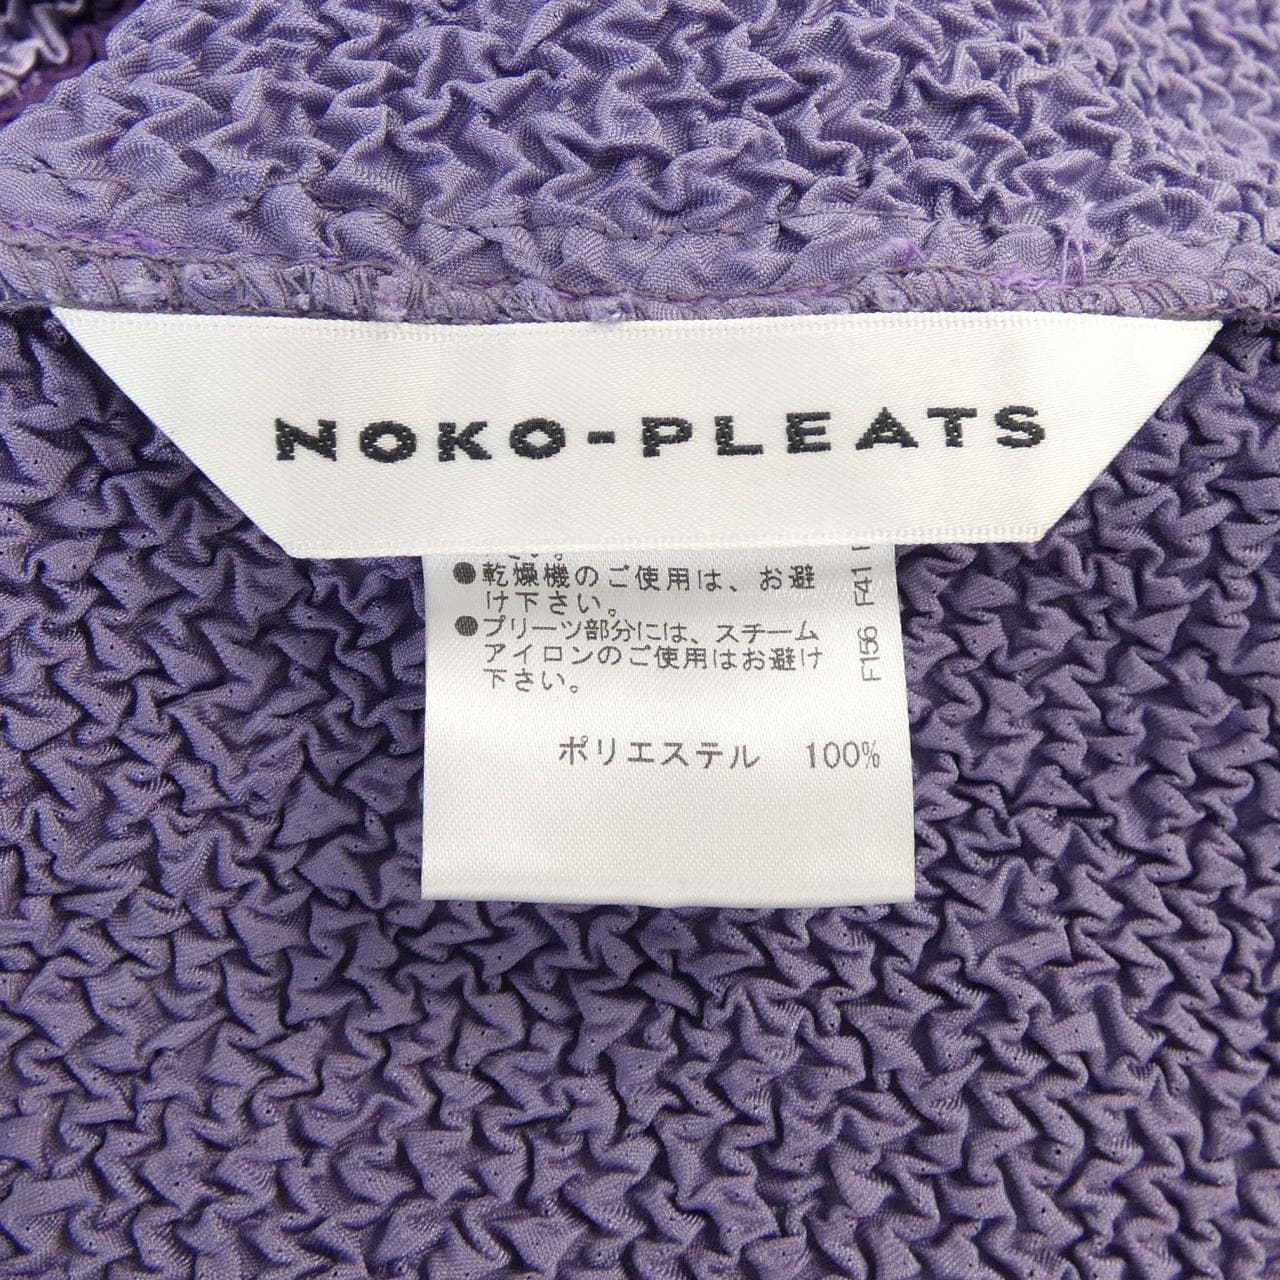 NOKO-PLEATS
さい。
●乾燥機のご使用は、お避
け下さい。
●プリーツ部分には、スチーム
アイロンのご使用はお避け
下さい。
ポリエステル 100%
F156 F41